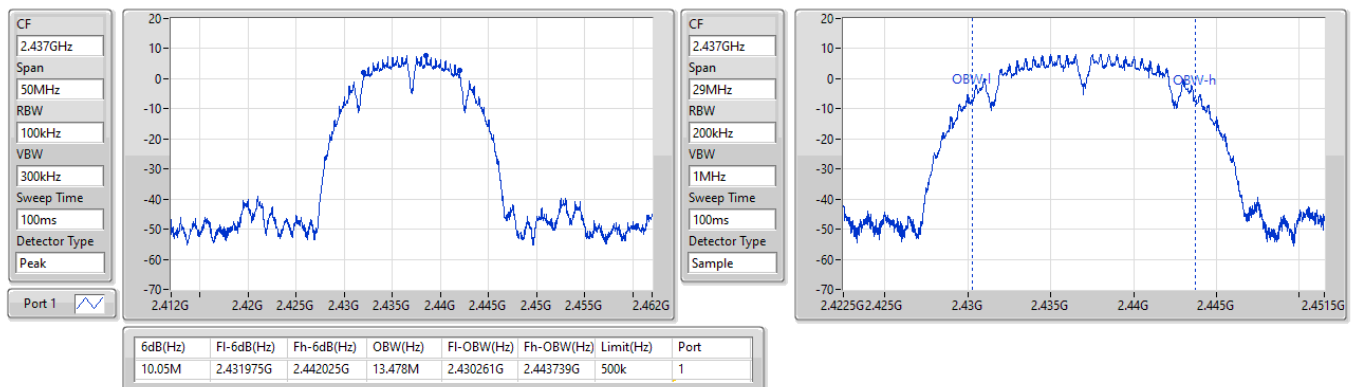 CF
2.437GHz
Span
50MHz
RBW
100kHz
VBW
300kHz
Sweep Time
100ms
Detector Type
Peak
Port 1
20
10
0
-10
-20
-30
-40
-50
-60
-70
2.412G 2.42G 2.425G 2.43G 2.435G 2.44G 2.445G 2.45G 2.455G 2.462G
CF
2.437GHz
Span
29MHz
RBW
200kHz
VBW
1MHz
Sweep Time
100ms
Detector Type
Sample
20
10
0
-10
-20
-30
-40
-50
-60
-70
OBW-l OBW-h
2.4225G 2.425G 2.43G 2.435G 2.44G 2.445G 2.4515G
6dB(Hz) Fl-6dB(Hz) Fh-6dB(Hz) OBW(Hz) Fl-OBW(Hz) Fh-OBW(Hz) Limit(Hz) Port
10.05M 2.431975G 2.442025G 13.478M 2.430261G 2.443739G 500k 1